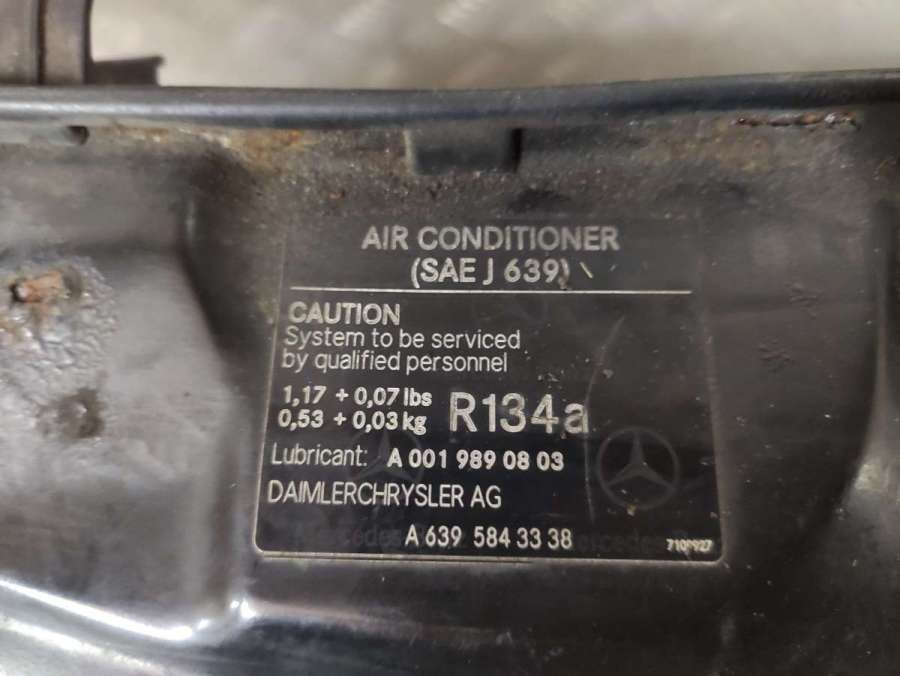 AIR CONDITIONER
(SAE J 639)
CAUTION
System to be serviced
by qualified personnel
1,17 + 0,07 lbs
0,53 + 0,03 kg
R134a
Lubricant: A 001 989 08 03
DAIMLERCHRYSLER AG
A 639 584 33 38